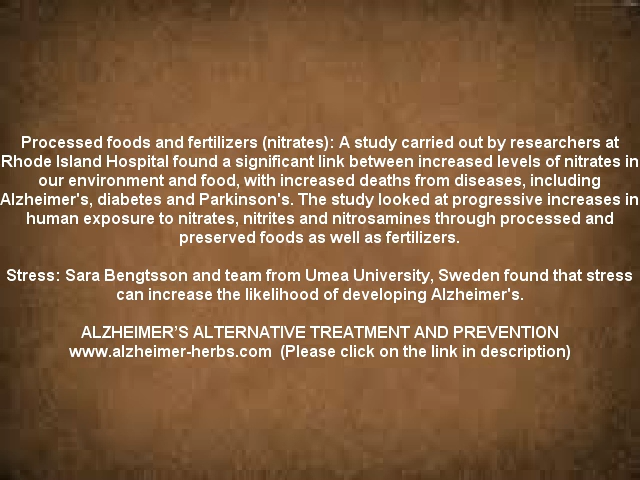 Processed foods and fertilizers (nitrates): A study carried out by researchers at
Rhode Island Hospital found a significant link between increased levels of nitrates in
our environment and food, with increased deaths from diseases, including
Alzheimer's, diabetes and Parkinson's. The study looked at progressive increases in
human exposure to nitrates, nitrites and nitrosamines through processed and
preserved foods as well as fertilizers.
Stress: Sara Bengtsson and team from Umea University, Sweden found that stress
can increase the likelihood of developing Alzheimer's.
ALZHEIMER’S ALTERNATIVE TREATMENT AND PREVENTION
www.alzheimer-herbs.com (Please click on the link in description)